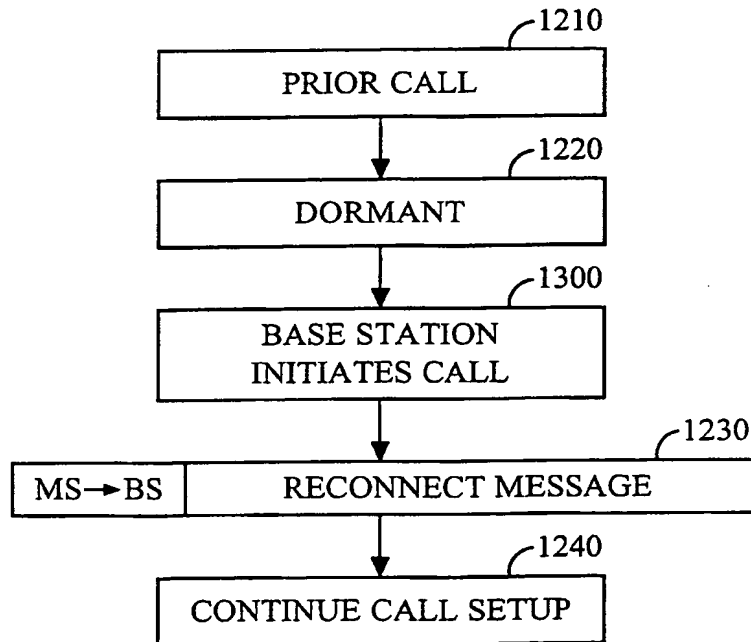 1210
PRIOR CALL
1220
DORMANT
1300
BASE STATION
INITIATES CALL
1230
MS→BS RECONNECT MESSAGE
1240
CONTINUE CALL SETUP